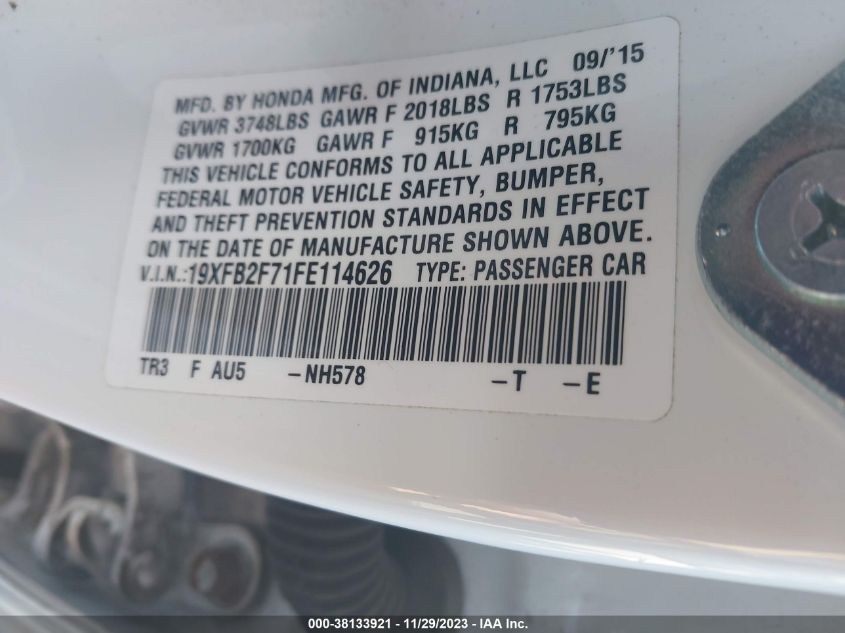 MFD. BY HONDA MFG. OF INDIANA, LLC 09/'15
GVWR 3748LBS GAWR F 2018LBS R 1753LBS
GVWR 1700KG GAWR F 915KG R 795KG
THIS VEHICLE CONFORMS TO ALL APPLICABLE
FEDERAL MOTOR VEHICLE SAFETY, BUMPER,
AND THEFT PREVENTION STANDARDS IN EFFECT
ON THE DATE OF MANUFACTURE SHOWN ABOVE.
V.I.N.:19XFB2F71FE114626 TYPE: PASSENGER CAR
TR3 F AU5 -NH578 -T -E
000-38133921 - 11/29/2023 - IAA Inc.